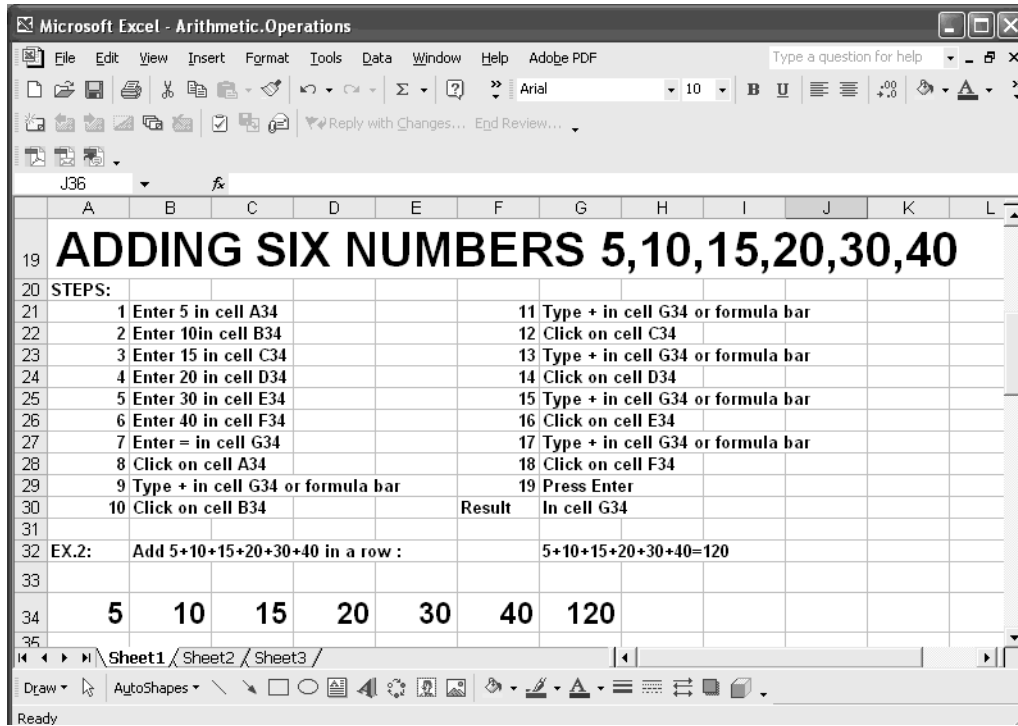 Microsoft Excel - Arithmetic.Operations
File Edit View Insert Format Tools Data Window Help Adobe PDF Type a question for help
Arial 10 B U
Reply with Changes... End Review...
J36 fx
A B C D E F G H I J K L
19 ADDING SIX NUMBERS 5,10,15,20,30,40
20 STEPS:
21 1 Enter 5 in cell A34 11 Type + in cell G34 or formula bar
22 2 Enter 10in cell B34 12 Click on cell C34
23 3 Enter 15 in cell C34 13 Type + in cell G34 or formula bar
24 4 Enter 20 in cell D34 14 Click on cell D34
25 5 Enter 30 in cell E34 15 Type + in cell G34 or formula bar
26 6 Enter 40 in cell F34 16 Click on cell E34
27 7 Enter = in cell G34 17 Type + in cell G34 or formula bar
28 8 Click on cell A34 18 Click on cell F34
29 9 Type + in cell G34 or formula bar 19 Press Enter
30 10 Click on cell B34 Result In cell G34
31
32 EX.2: Add 5+10+15+20+30+40 in a row : 5+10+15+20+30+40=120
33
34 5 10 15 20 30 40 120
35
Sheet1 Sheet2 Sheet3
Draw AutoShapes
Ready